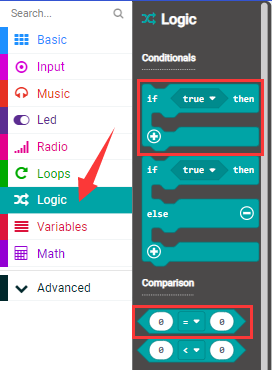 Search...
Basic
Input
Music
Led
Radio
Loops
Logic
Variables
Math
Advanced
Logic
Conditionals
if true then
if true then
else
Comparison
0 = 0
0 < 0